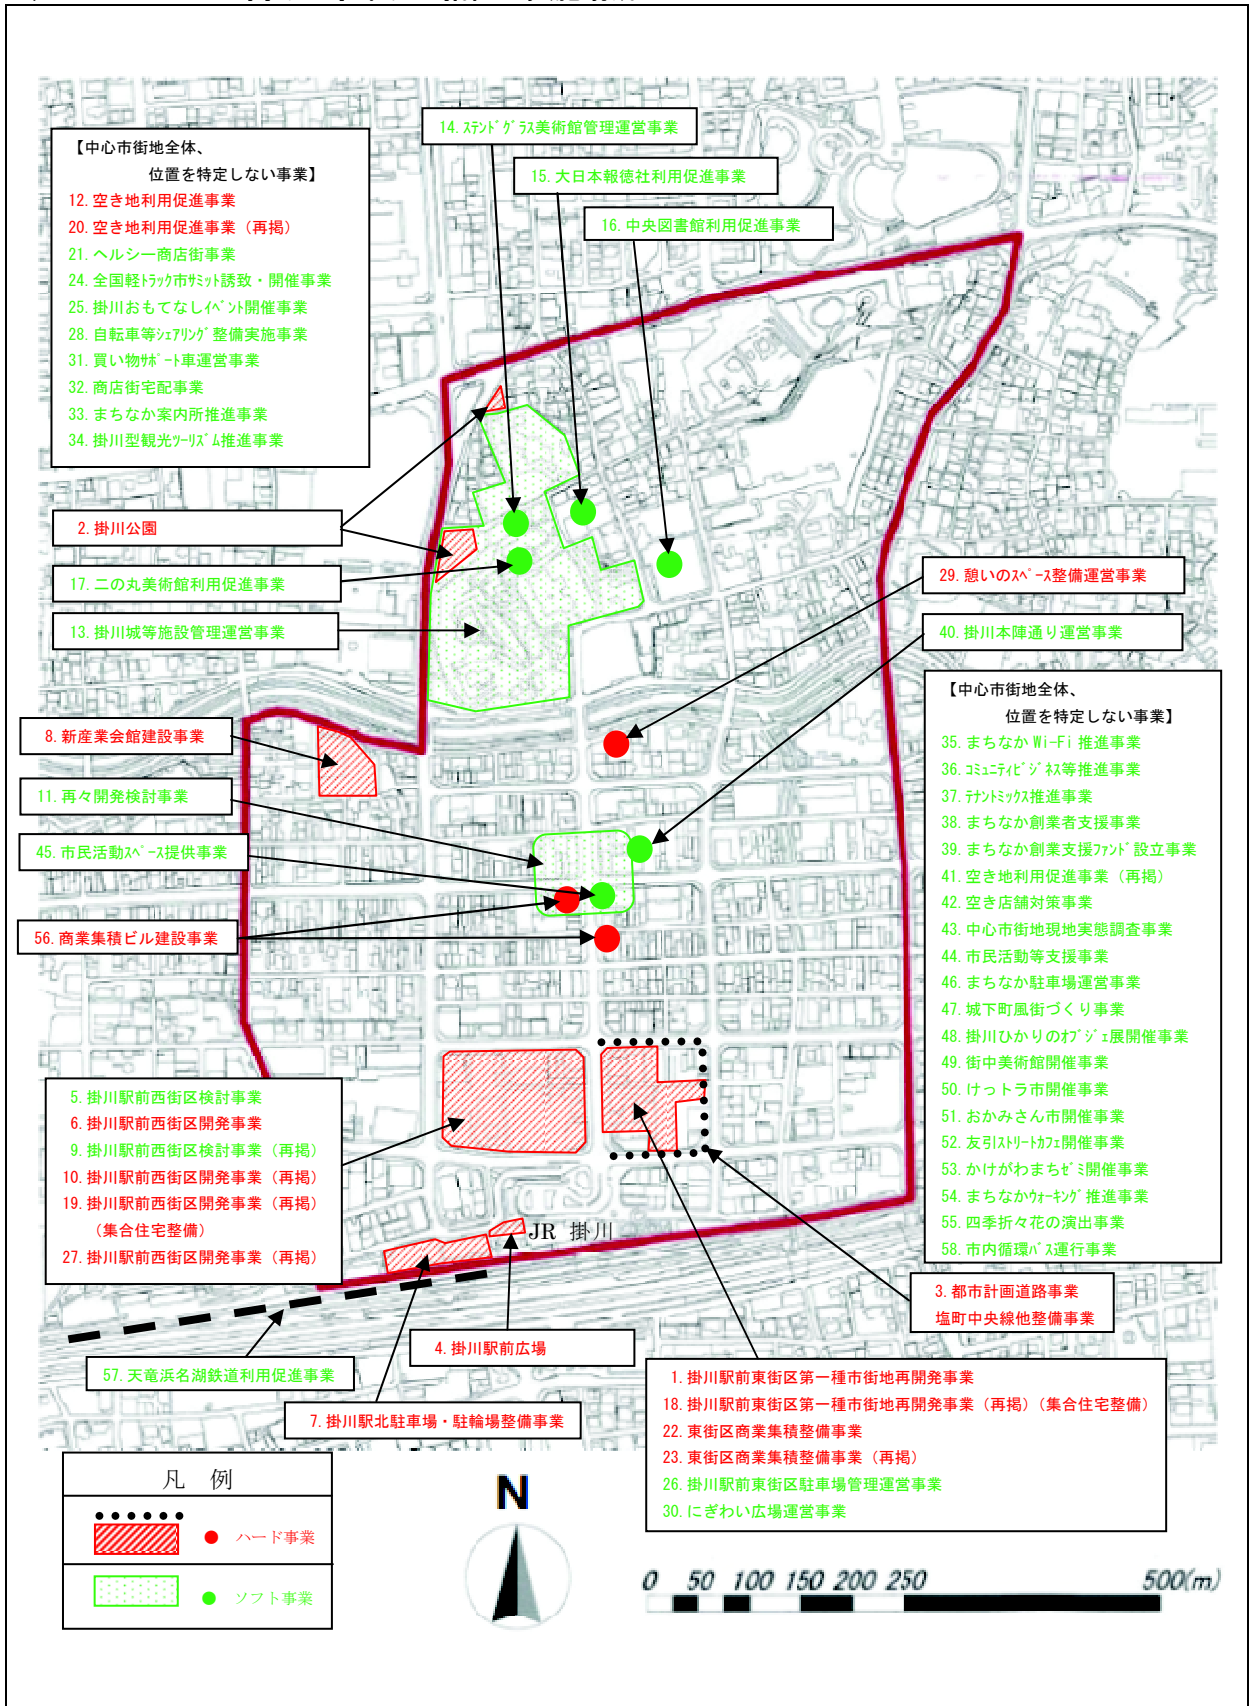 【中心市街地全体、
位置を特定しない事業】
12. 空き地利用促進事業
20. 空き地利用促進事業（再掲）
21. ヘルシー商店街事業
24. 全国軽ﾄﾗｯｸ市ｻﾐｯﾄ誘致・開催事業
25. 掛川おもてなしｲﾍﾞﾝﾄ開催事業
28. 自転車等ｼｪｱﾘﾝｸﾞ整備実施事業
31. 買い物ｻﾎﾟｰﾄ車運営事業
32. 商店街宅配事業
33. まちなか案内所推進事業
34. 掛川型観光ﾂｰﾘｽﾞﾑ推進事業
14. ｽﾃﾝﾄﾞｸﾞﾗｽ美術館管理運営事業
15. 大日本報徳社利用促進事業
16. 中央図書館利用促進事業
2. 掛川公園
17. 二の丸美術館利用促進事業
13. 掛川城等施設管理運営事業
29. 憩いのｽﾍﾟｰｽ整備運営事業
40. 掛川本陣通り運営事業
8. 新産業会館建設事業
11. 再々開発検討事業
45. 市民活動ｽﾍﾟｰｽ提供事業
56. 商業集積ビル建設事業
【中心市街地全体、
位置を特定しない事業】
35. まちなか Wi-Fi 推進事業
36. ｺﾐｭﾆﾃｨﾋﾞｼﾞﾈｽ等推進事業
37. ﾃﾅﾝﾄﾐｯｸｽ推進事業
38. まちなか創業者支援事業
39. まちなか創業支援ﾌｧﾝﾄﾞ設立事業
41. 空き地利用促進事業（再掲）
42. 空き店舗対策事業
43. 中心市街地現地実態調査事業
44. 市民活動等支援事業
46. まちなか駐車場運営事業
47. 城下町風街づくり事業
48. 掛川ひかりのｵﾌﾞｼﾞｪ展開催事業
49. 街中美術館開催事業
50. けっトラ市開催事業
51. おかみさん市開催事業
52. 友引ｽﾄﾘｰﾄｶﾌｪ開催事業
53. かけがわまちｾﾞﾐ開催事業
54. まちなかｳｫｰｷﾝｸﾞ推進事業
55. 四季折々花の演出事業
58. 市内循環ﾊﾞｽ運行事業
5. 掛川駅前西街区検討事業
6. 掛川駅前西街区開発事業
9. 掛川駅前西街区検討事業（再掲）
10. 掛川駅前西街区開発事業（再掲）
19. 掛川駅前西街区開発事業（再掲）
（集合住宅整備）
27. 掛川駅前西街区開発事業（再掲）
JR 掛川
3. 都市計画道路事業
塩町中央線他整備事業
4. 掛川駅前広場
57. 天竜浜名湖鉄道利用促進事業
7. 掛川駅北駐車場・駐輪場整備事業
1. 掛川駅前東街区第一種市街地再開発事業
18. 掛川駅前東街区第一種市街地再開発事業（再掲）(集合住宅整備)
22. 東街区商業集積整備事業
23. 東街区商業集積整備事業（再掲）
26. 掛川駅前東街区駐車場管理運営事業
30. にぎわい広場運営事業
凡 例
ハード事業
ソフト事業
N
0 50 100 150 200 250 500(m)